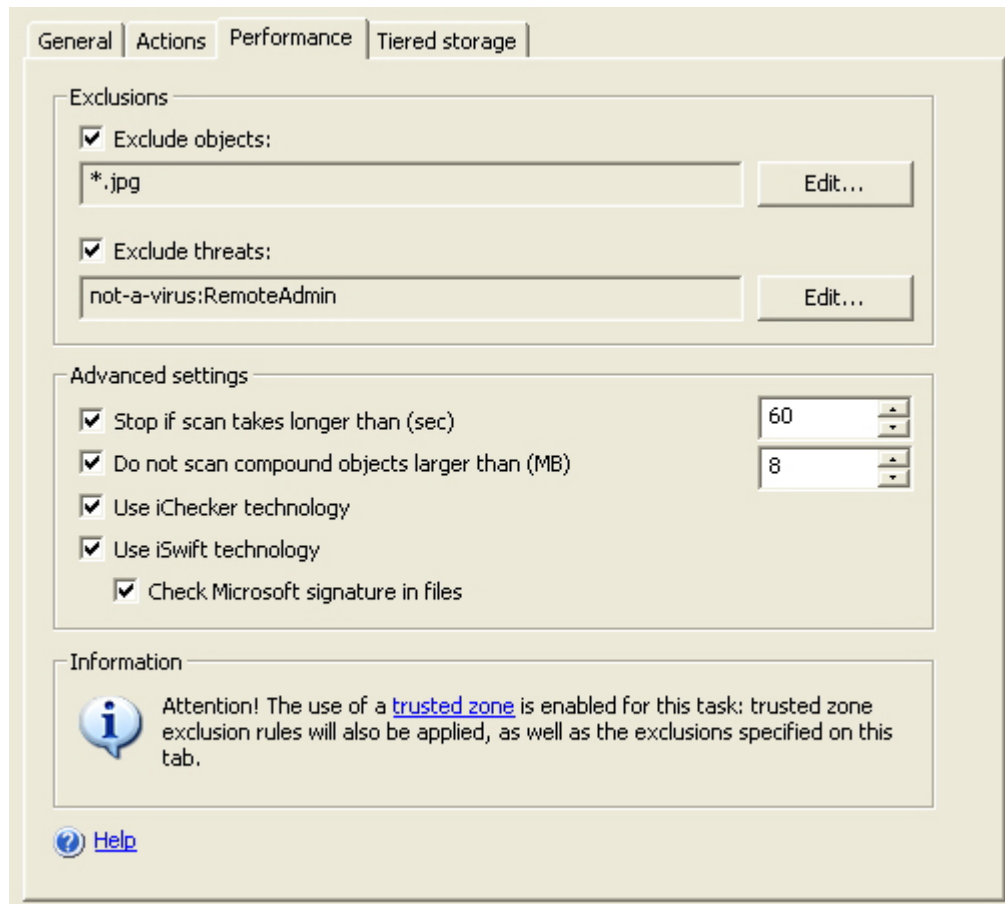 General Actions Performance Tiered storage
Exclusions
Exclude objects:
*.jpg Edit...
Exclude threats:
not-a-virus:RemoteAdmin Edit...
Advanced settings
Stop if scan takes longer than (sec) 60
Do not scan compound objects larger than (MB) 8
Use iChecker technology
Use iSwift technology
Check Microsoft signature in files
Information
Attention! The use of a trusted zone is enabled for this task: trusted zone
exclusion rules will also be applied, as well as the exclusions specified on this
tab.
Help